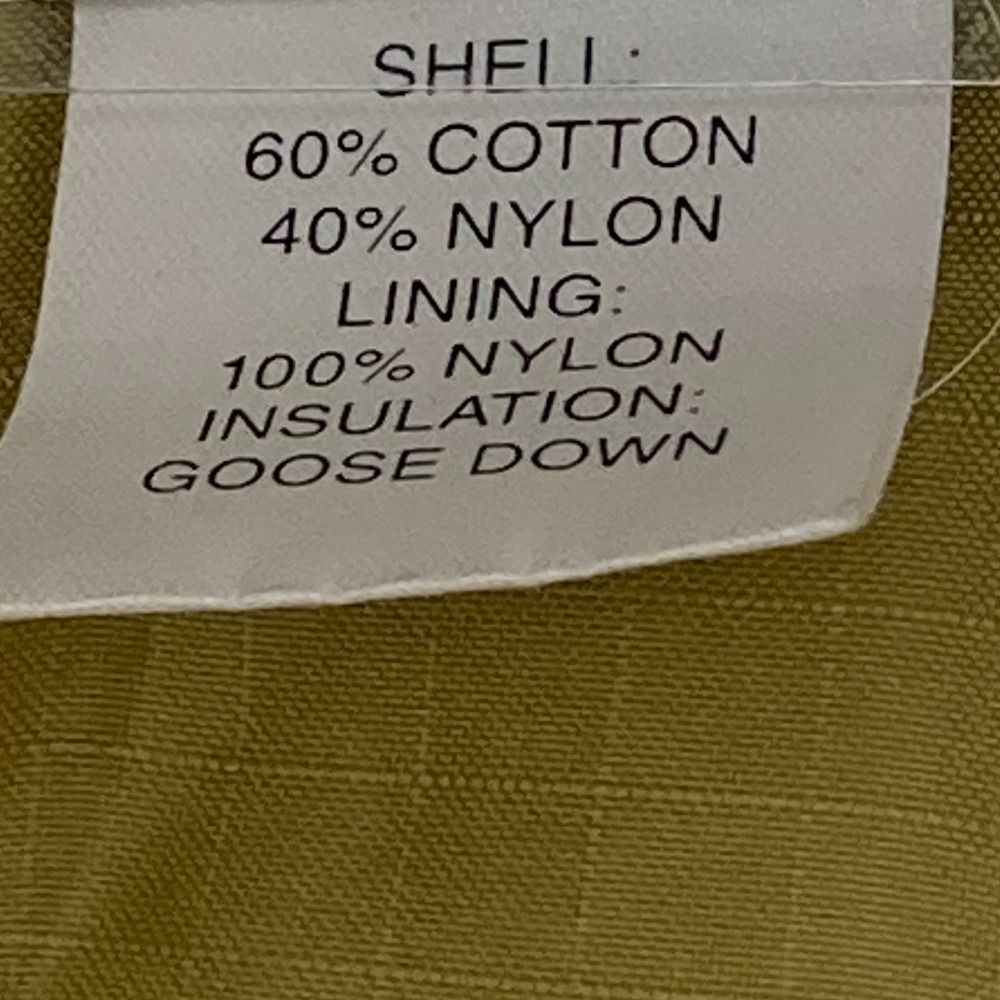 SHELL:
60% COTTON
40% NYLON
LINING:
100% NYLON
INSULATION:
GOOSE DOWN